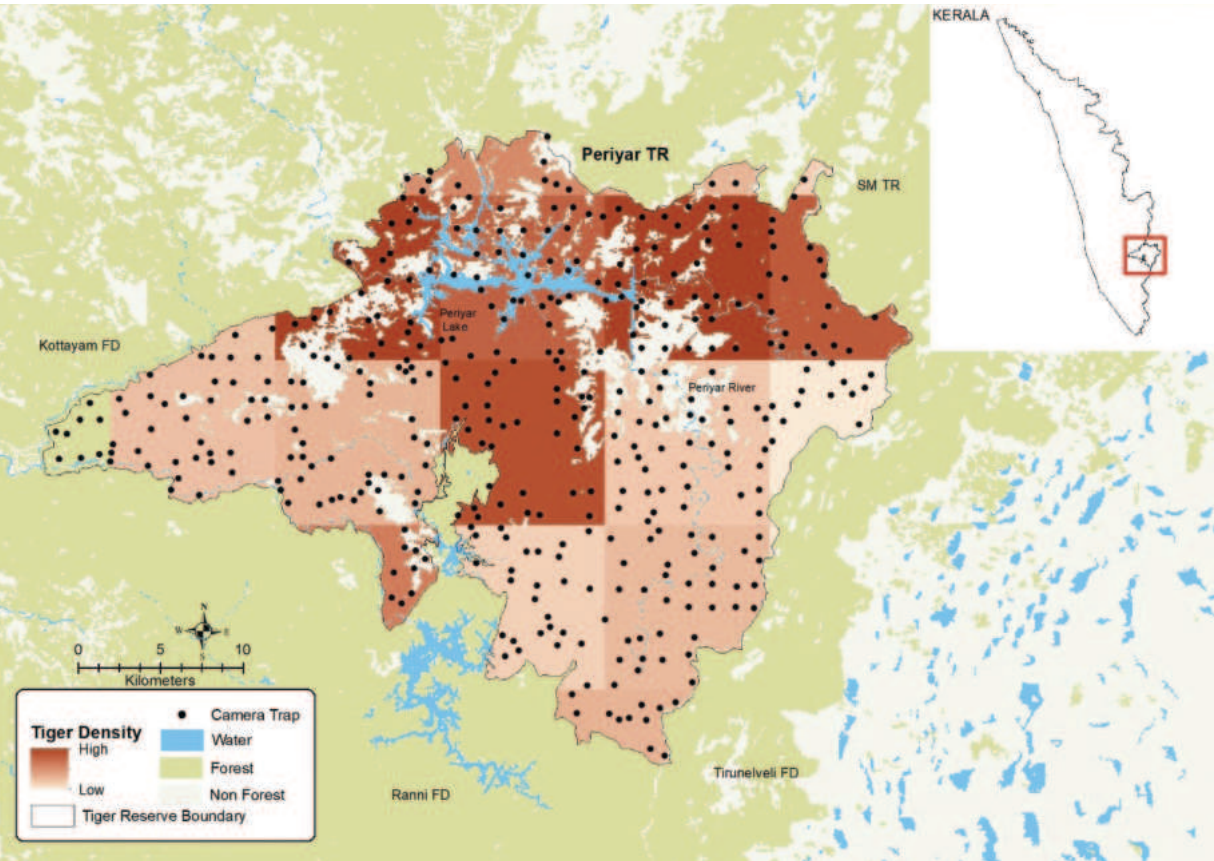 KERALA
Periyar TR
SM TR
Periyar
Lake
Kottayam FD
Periyar River
N
W E
S
0 5 10
Kilometers
Tiger Density
High
Low
Camera Trap
Water
Forest
Non Forest
Tiger Reserve Boundary
Ranni FD
Tirunelveli FD